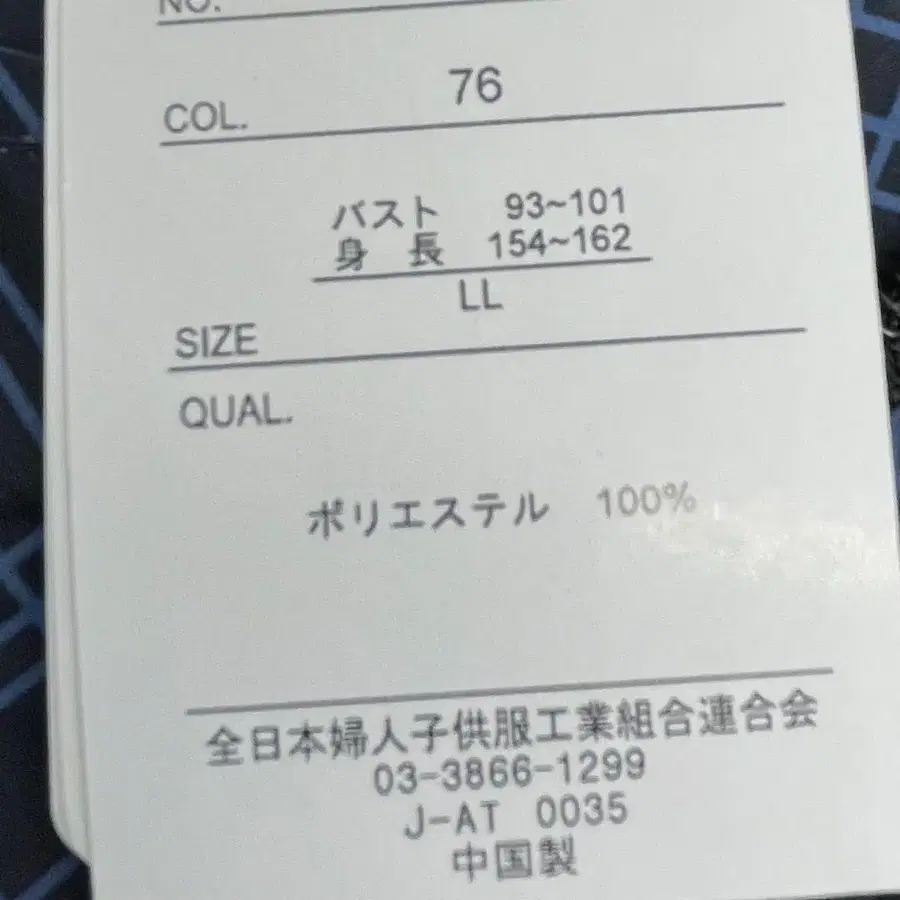 NO.
COL. 76
バスト 93~101
身 長 154~162
LL
SIZE
QUAL.
ポリエステル 100%
全日本婦人子供服工業組合連合会
03-3866-1299
J-AT 0035
中国製